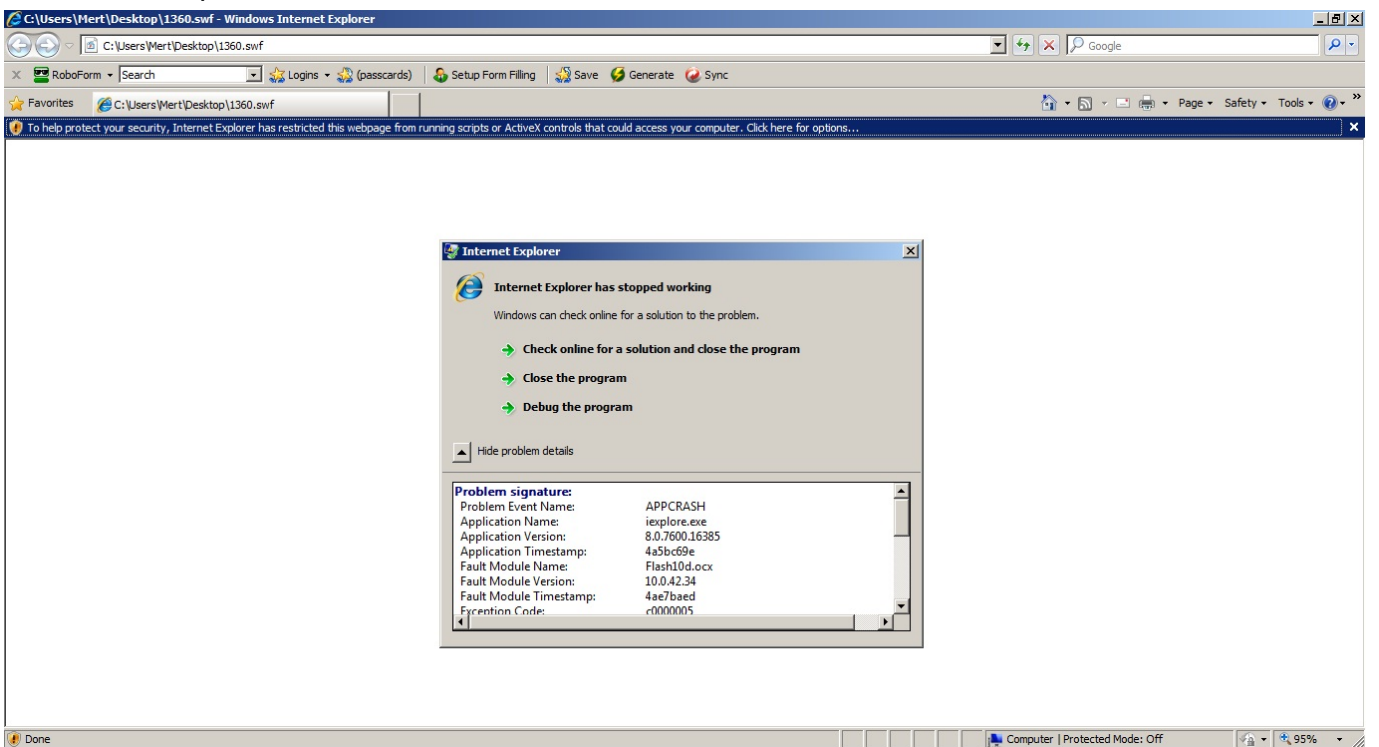 C:\Users\Mert\Desktop\1360.swf - Windows Internet Explorer
C:\Users\Mert\Desktop\1360.swf Google
x RoboForm Search Logins (passcards) Setup Form Filling Save Generate Sync
Favorites C:\Users\Mert\Desktop\1360.swf Page Safety Tools »
To help protect your security, Internet Explorer has restricted this webpage from running scripts or ActiveX controls that could access your computer. Click here for options...
Internet Explorer
Internet Explorer has stopped working
Windows can check online for a solution to the problem.
Check online for a solution and close the program
Close the program
Debug the program
Hide problem details
Problem signature:
Problem Event Name: APPCRASH
Application Name: iexplore.exe
Application Version: 8.0.7600.16385
Application Timestamp: 4a5bc69e
Fault Module Name: Flash10d.ocx
Fault Module Version: 10.0.42.34
Fault Module Timestamp: 4ae7baed
Exception Code: c0000005
Done Computer | Protected Mode: Off 95%